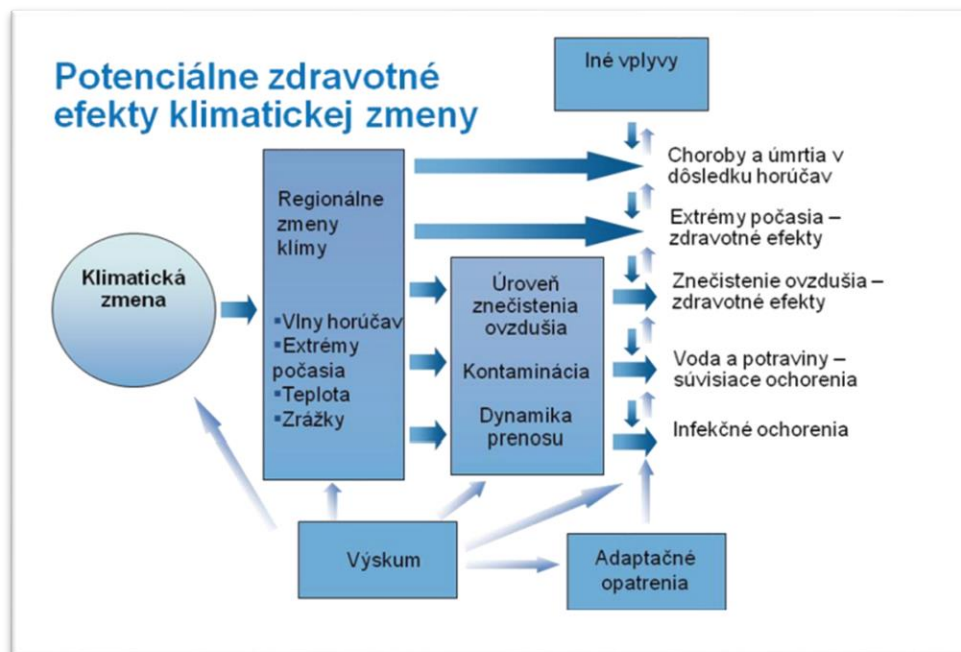 Potenciálne zdravotné
efekty klimatickej zmeny
Iné vplyvy
Klimatická
zmena
Regionálne
zmeny
klímy
▪Vlny horúčav
▪Extrémy
počasia
▪Teplota
▪Zrážky
Úroveň
znečistenia
ovzdušia
Kontaminácia
Dynamika
prenosu
Choroby a úmrtia v
dôsledku horúčav
Extrémy počasia –
zdravotné efekty
Znečistenie ovzdušia –
zdravotné efekty
Voda a potraviny –
súvisiace ochorenia
Infekčné ochorenia
Výskum
Adaptačné
opatrenia